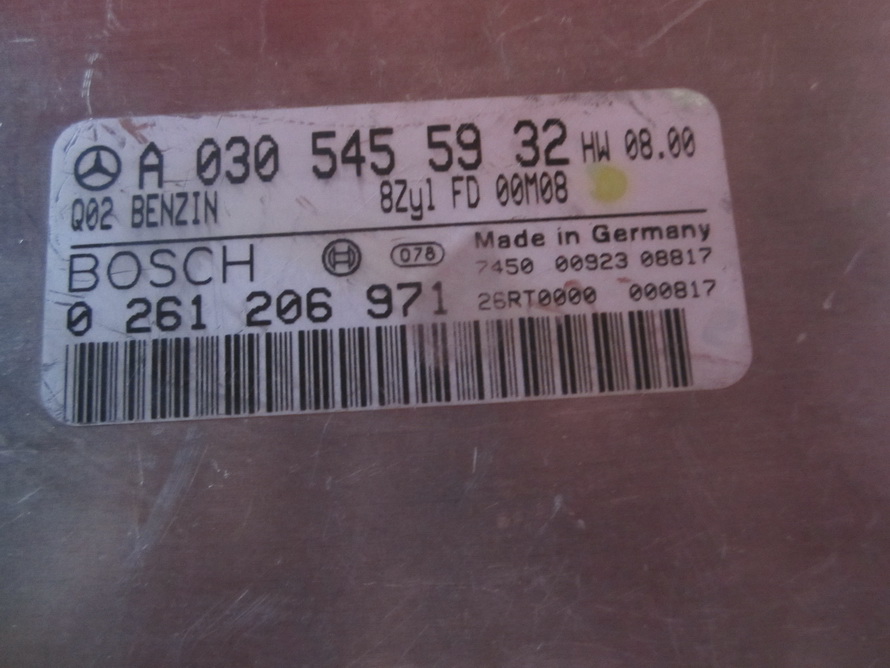 A 030 545 59 32 HW 08.00
Q02 BENZIN 8Zyl FD 00M08
BOSCH 078 Made in Germany
7450 00923 08817
0 261 206 971 26RT0000 000817